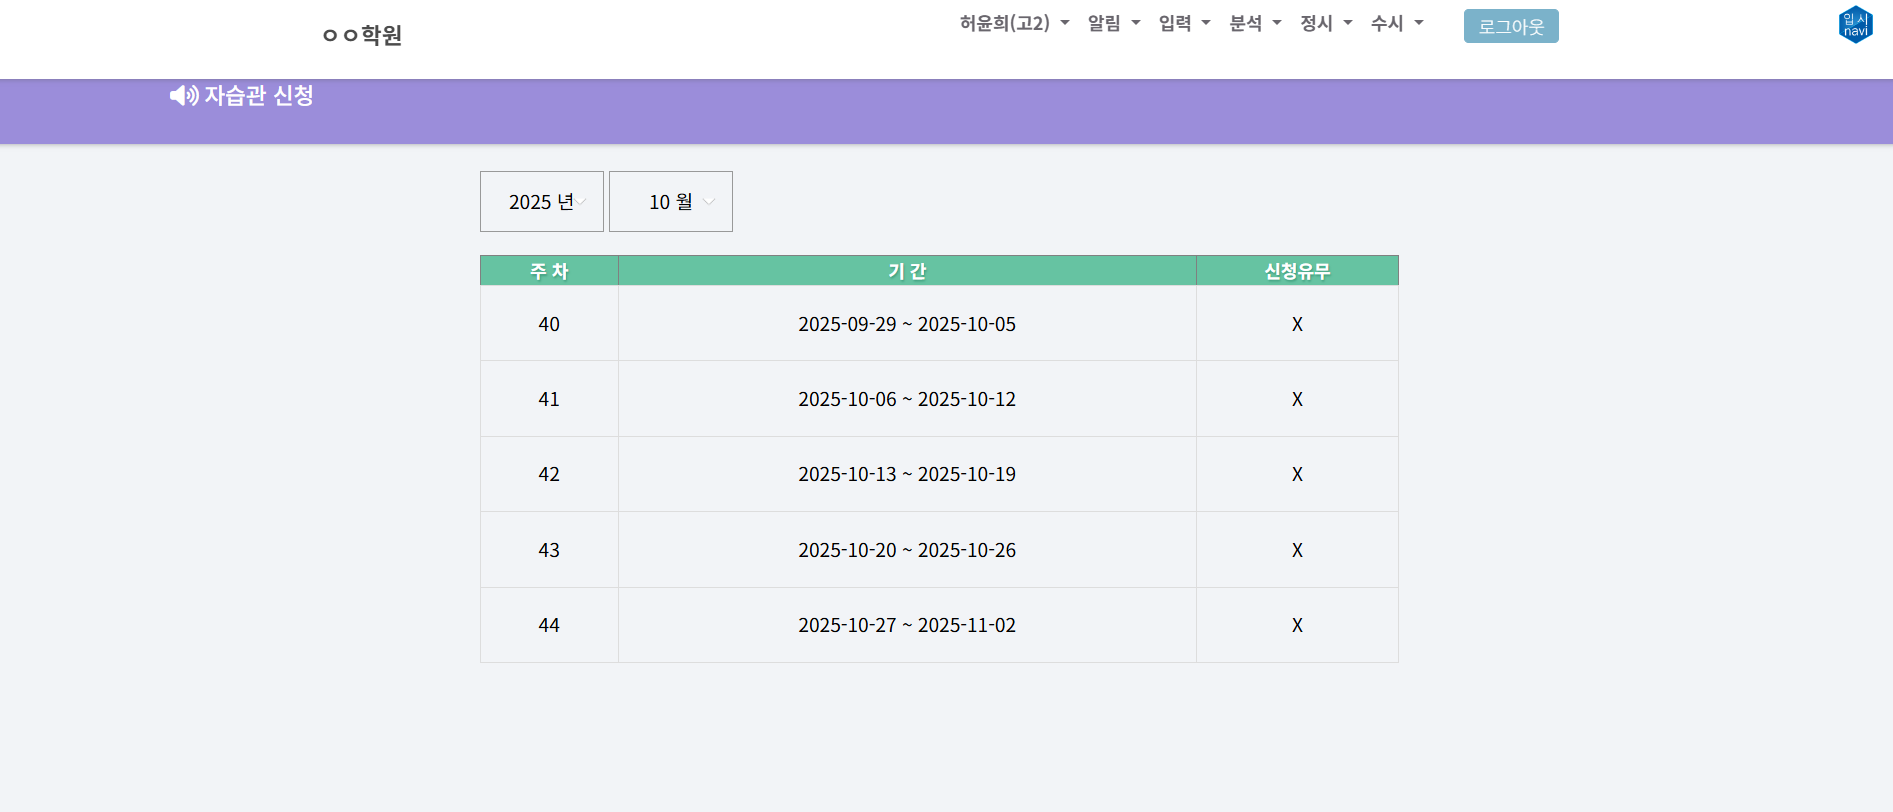 ㅇㅇ학원
허윤희(고2) 알림 입력 분석 정시 수시 로그아웃
입시
navi
자습관 신청
2025 년 10 월
주 차 기 간 신청유무
40 2025-09-29 ~ 2025-10-05 X
41 2025-10-06 ~ 2025-10-12 X
42 2025-10-13 ~ 2025-10-19 X
43 2025-10-20 ~ 2025-10-26 X
44 2025-10-27 ~ 2025-11-02 X